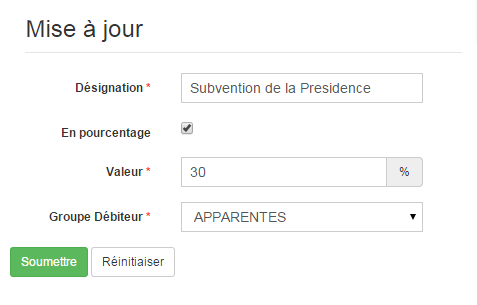 Mise à jour
Désignation * Subvention de la Presidence
En pourcentage
Valeur * 30 %
Groupe Débiteur * APPARENTES
Soumettre Réinitiaiser